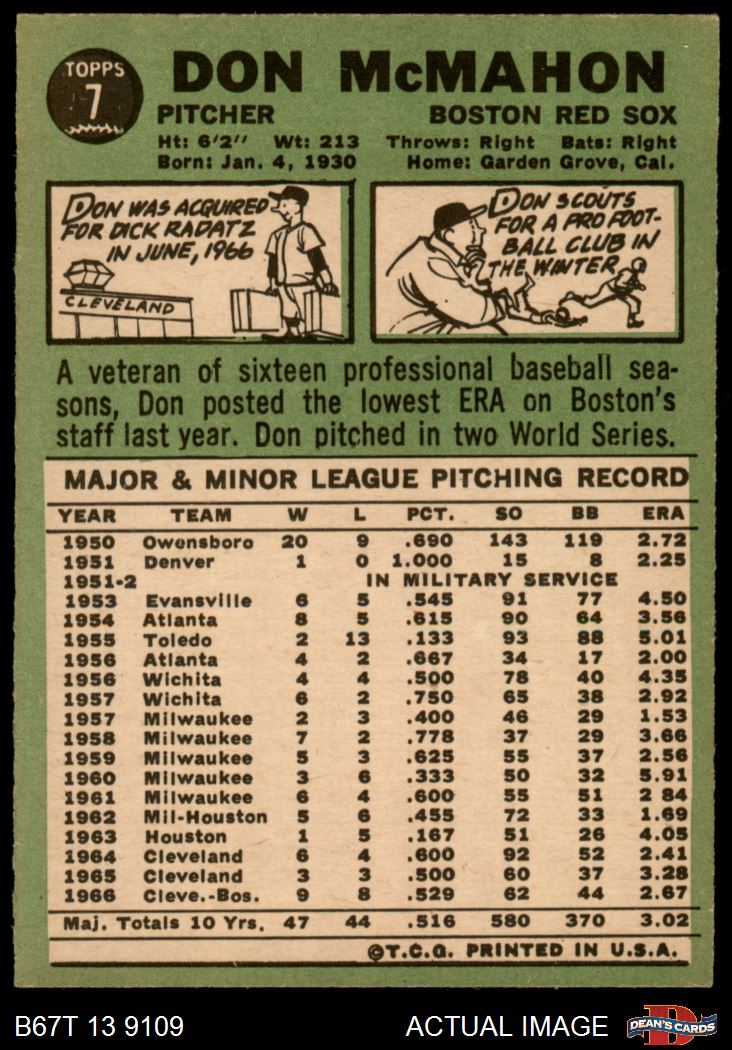 TOPPS
7
DON McMAHON
PITCHER BOSTON RED SOX
Ht: 6'2'' Wt: 213 Throws: Right Bats: Right
Born: Jan. 4, 1930 Home: Garden Grove, Cal.
DON WAS ACQUIRED
FOR DICK RADATZ
IN JUNE, 1966
CLEVELAND
DON SCOUTS
FOR A PRO FOOT-
BALL CLUB IN
THE WINTER
A veteran of sixteen professional baseball sea-
sons, Don posted the lowest ERA on Boston's
staff last year. Don pitched in two World Series.
MAJOR & MINOR LEAGUE PITCHING RECORD
YEAR TEAM W L PCT. SO BB ERA
1950 Owensboro 20 9 .690 143 119 2.72
1951 Denver 1 0 1.000 15 8 2.25
1951-2 IN MILITARY SERVICE
1953 Evansville 6 5 .545 91 77 4.50
1954 Atlanta 8 5 .615 90 64 3.56
1955 Toledo 2 13 .133 93 88 5.01
1956 Atlanta 4 2 .667 34 17 2.00
1956 Wichita 4 4 .500 78 40 4.35
1957 Wichita 6 2 .750 65 38 2.92
1957 Milwaukee 2 3 .400 46 29 1.53
1958 Milwaukee 7 2 .778 37 29 3.66
1959 Milwaukee 5 3 .625 55 37 2.56
1960 Milwaukee 3 6 .333 50 32 5.91
1961 Milwaukee 6 4 .600 55 51 2 84
1962 Mil-Houston 5 6 .455 72 33 1.69
1963 Houston 1 5 .167 51 26 4.05
1964 Cleveland 6 4 .600 92 52 2.41
1965 Cleveland 3 3 .500 60 37 3.28
1966 Cleve.-Bos. 9 8 .529 62 44 2.67
Maj. Totals 10 Yrs. 47 44 .516 580 370 3.02
©T.C.G. PRINTED IN U.S.A.
B67T 13 9109 ACTUAL IMAGE
D
DEAN'S CARDS